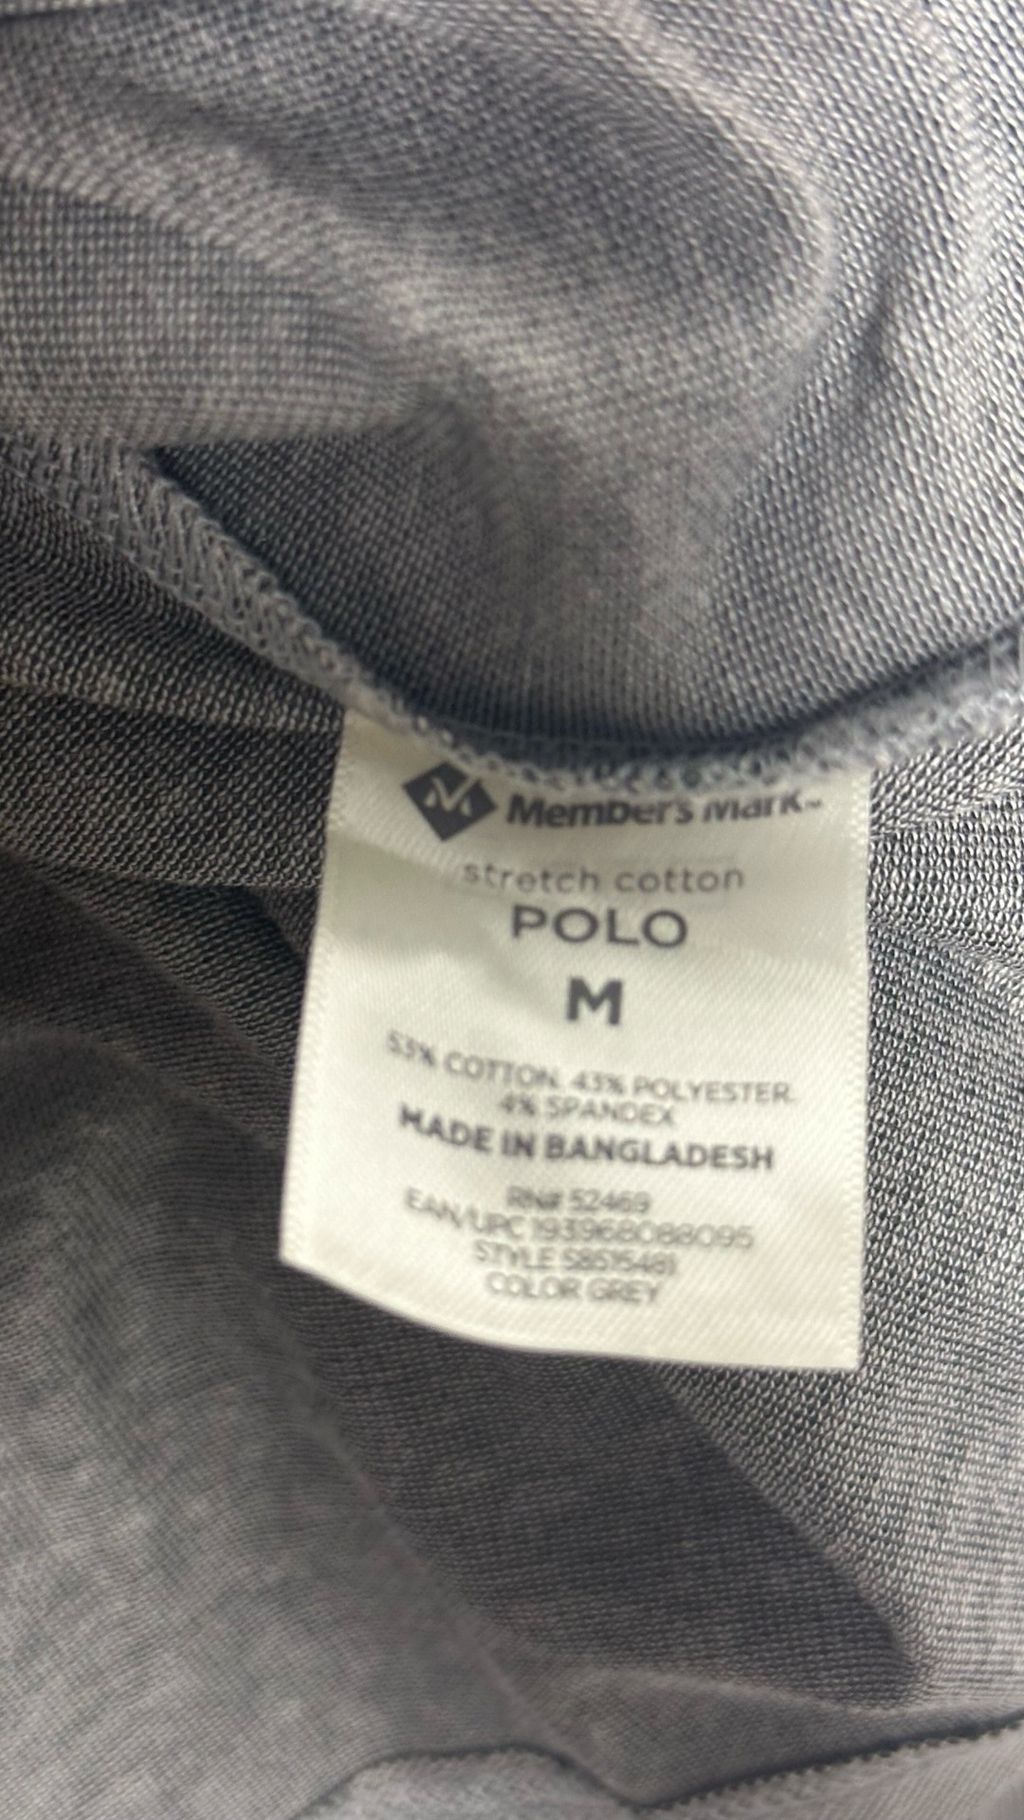 Member's Mark™
stretch cotton
POLO
M
53% COTTON, 43% POLYESTER,
4% SPANDEX
MADE IN BANGLADESH
RN# 52469
EAN/UPC 193968088095
STYLE S8515481
COLOR GREY